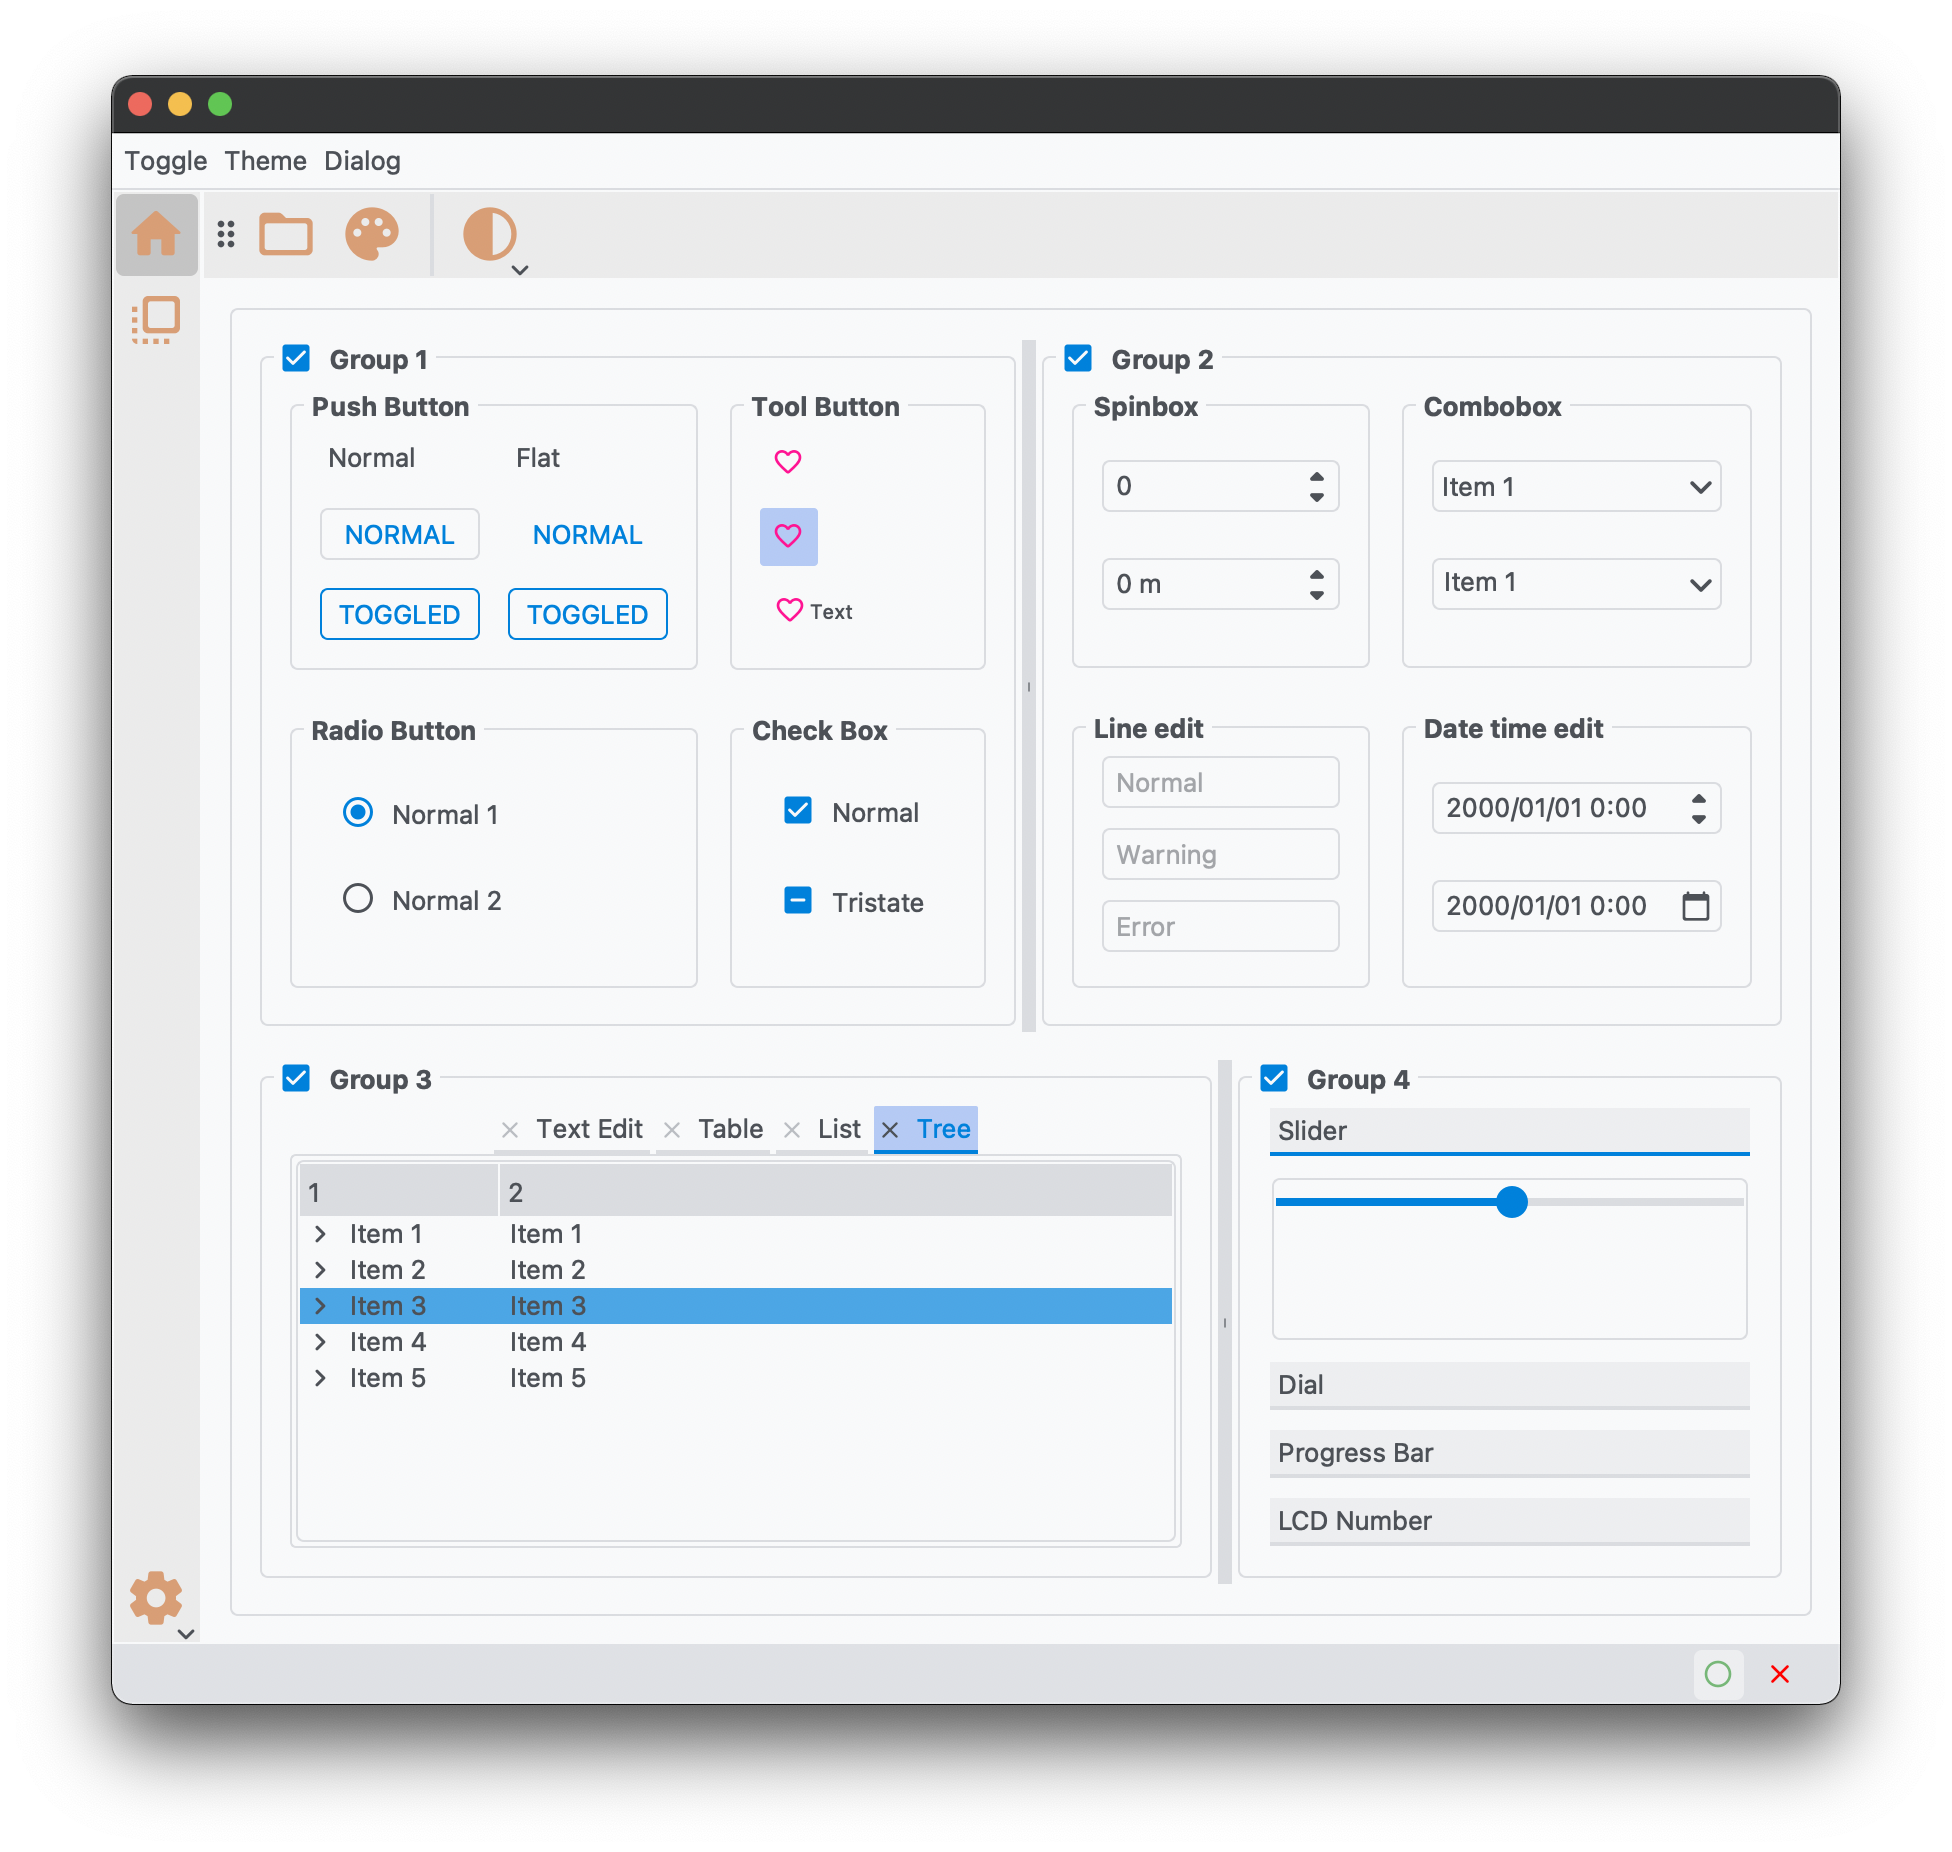 Toggle Theme Dialog
Group 1
Push Button
Normal Flat
NORMAL NORMAL
TOGGLED TOGGLED
Tool Button
Text
Radio Button
Normal 1
Normal 2
Check Box
Normal
Tristate
Group 2
Spinbox
0
0 m
Combobox
Item 1
Item 1
Line edit
Normal
Warning
Error
Date time edit
2000/01/01 0:00
2000/01/01 0:00
Group 3
Text Edit Table List Tree
1 2
Item 1 Item 1
Item 2 Item 2
Item 3 Item 3
Item 4 Item 4
Item 5 Item 5
Group 4
Slider
Dial
Progress Bar
LCD Number